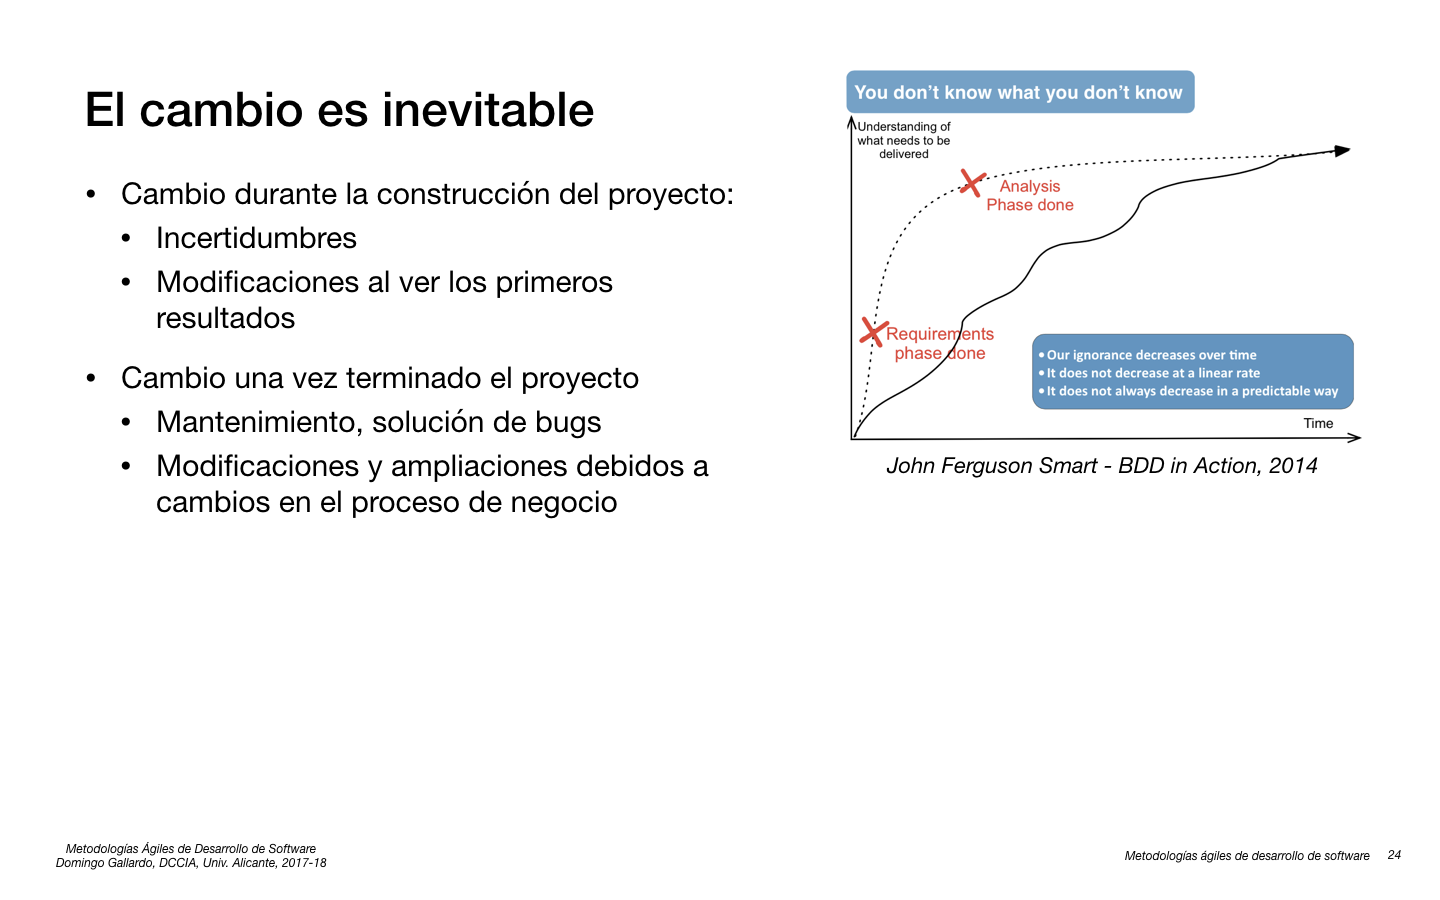 El cambio es inevitable
• Cambio durante la construcción del proyecto:
• Incertidumbres
• Modificaciones al ver los primeros
resultados
• Cambio una vez terminado el proyecto
• Mantenimiento, solución de bugs
• Modificaciones y ampliaciones debidos a
cambios en el proceso de negocio
You don't know what you don't know
Understanding of
what needs to be
delivered
Analysis
Phase done
Requirements
phase done
• Our ignorance decreases over time
• It does not decrease at a linear rate
• It does not always decrease in a predictable way
Time
John Ferguson Smart - BDD in Action, 2014
Metodologías Ágiles de Desarrollo de Software
Domingo Gallardo, DCCIA, Univ. Alicante, 2017-18
Metodologías ágiles de desarrollo de software 24